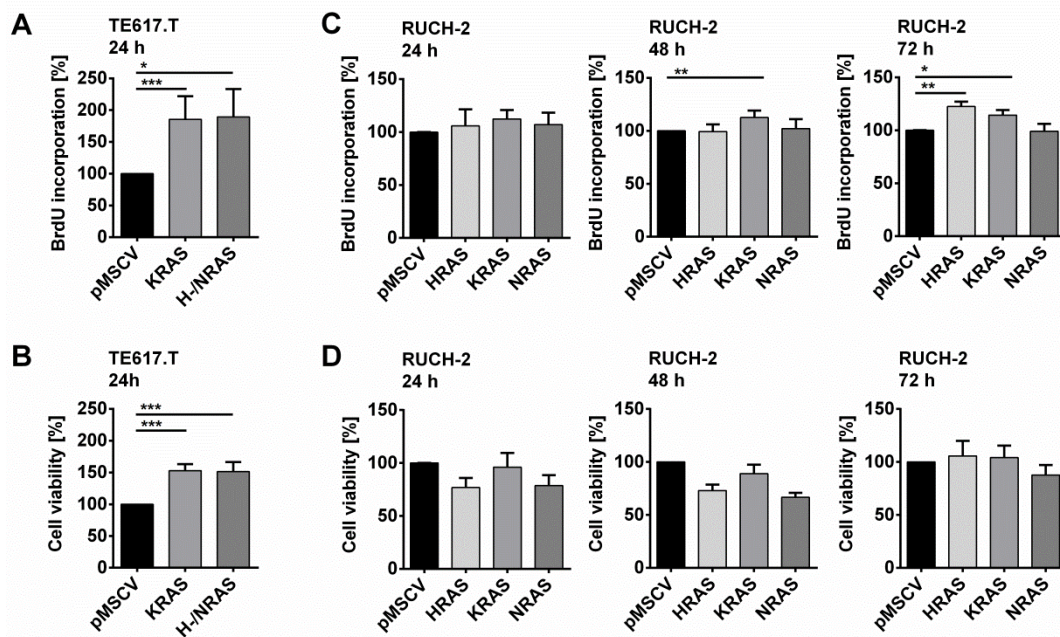 A
TE617.T
24 h
BrdU incorporation [%]
250
200
150
100
50
0
*
***
pMSCV
KRAS
H-/NRAS
C
RUCH-2
24 h
BrdU incorporation [%]
150
100
50
0
pMSCV
HRAS
KRAS
NRAS
RUCH-2
48 h
BrdU incorporation [%]
150
100
50
0
**
pMSCV
HRAS
KRAS
NRAS
RUCH-2
72 h
BrdU incorporation [%]
150
100
50
0
*
**
pMSCV
HRAS
KRAS
NRAS
B
TE617.T
24h
Cell viability [%]
250
200
150
100
50
0
***
***
pMSCV
KRAS
H-/NRAS
D
RUCH-2
24 h
Cell viability [%]
150
100
50
0
pMSCV
HRAS
KRAS
NRAS
RUCH-2
48 h
Cell viability [%]
150
100
50
0
pMSCV
HRAS
KRAS
NRAS
RUCH-2
72 h
Cell viability [%]
150
100
50
0
pMSCV
HRAS
KRAS
NRAS